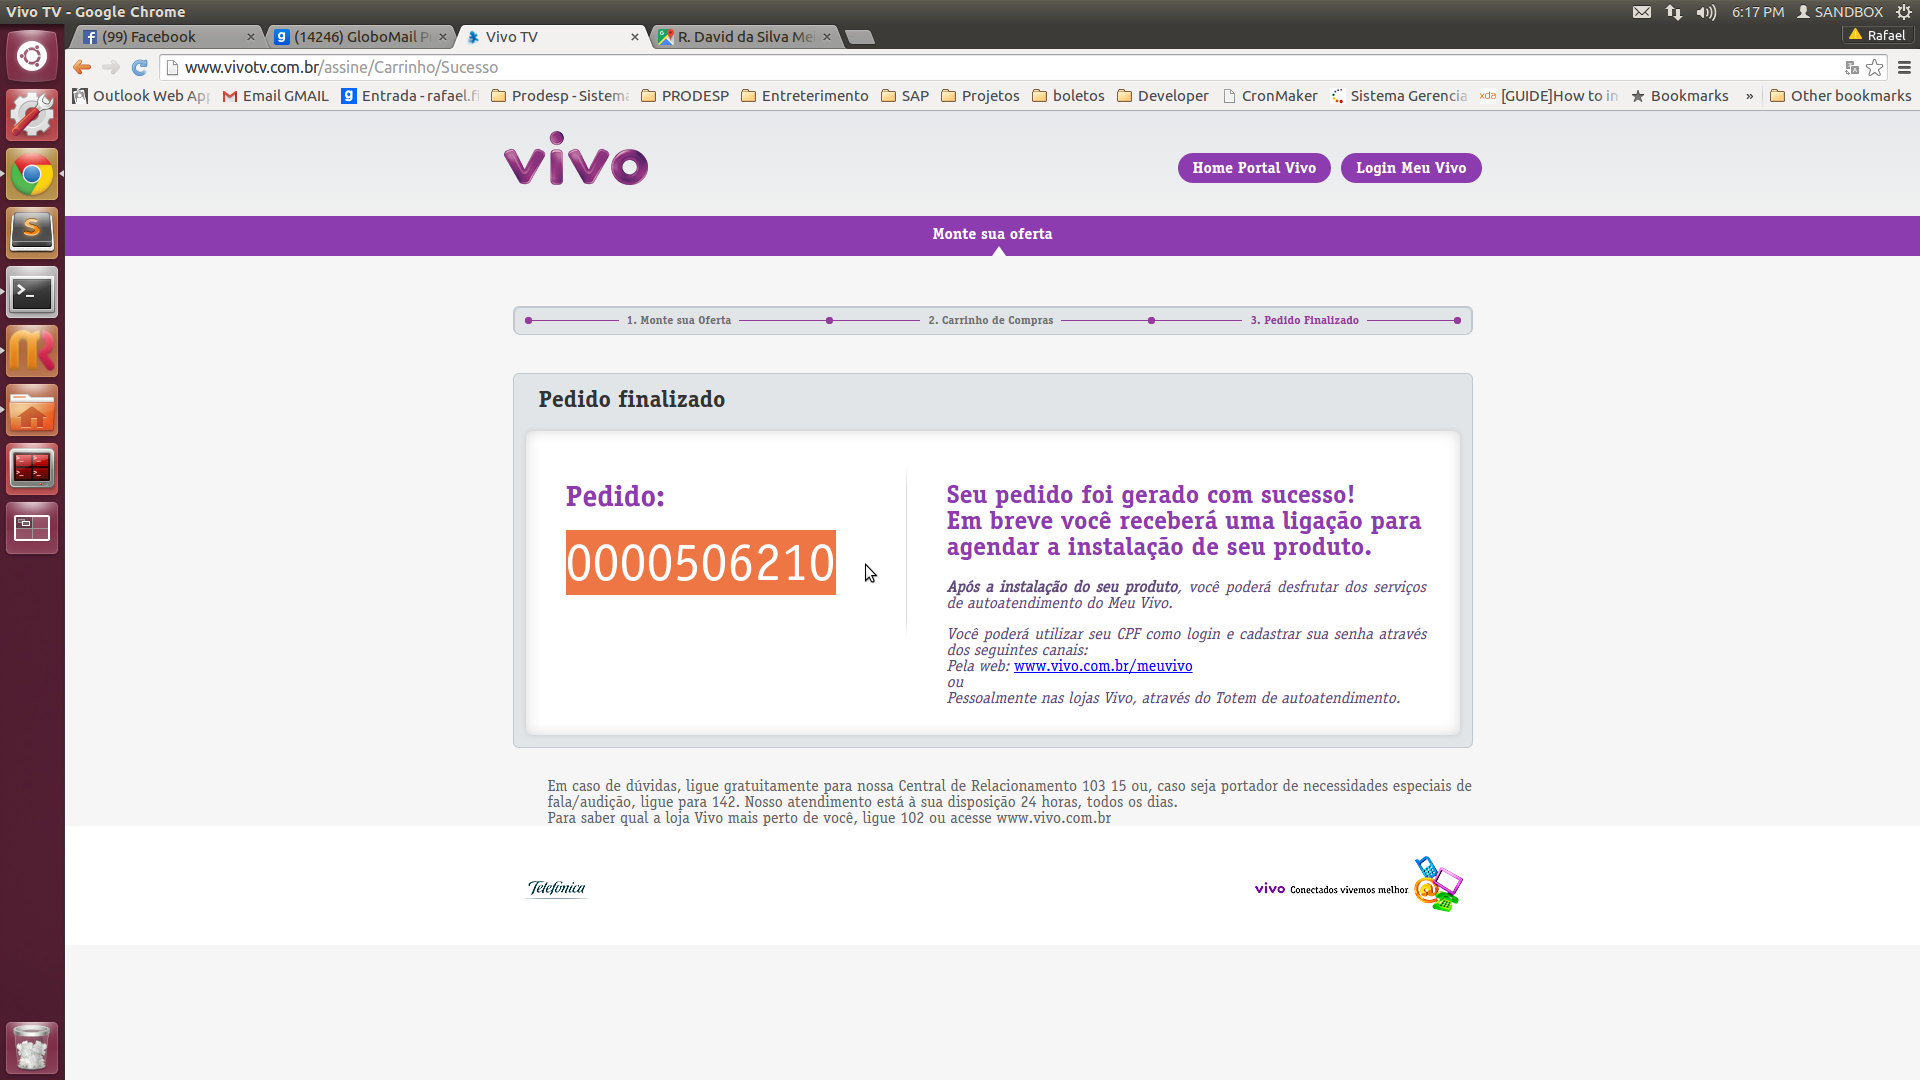 Vivo TV - Google Chrome
6:17 PM SANDBOX
(99) Facebook
(14246) GloboMail P
Vivo TV
R. David da Silva Me
Rafael
www.vivotv.com.br/assine/Carrinho/Sucesso
Outlook Web App
Email GMAIL
Entrada - rafael.fi
Prodesp - Sistema
PRODESP
Entreterimento
SAP
Projetos
boletos
Developer
CronMaker
Sistema Gerencia
xda [GUIDE]How to in
Bookmarks
»
Other bookmarks
vivo
Home Portal Vivo
Login Meu Vivo
Monte sua oferta
1. Monte sua Oferta
2. Carrinho de Compras
3. Pedido Finalizado
Pedido finalizado
Pedido:
0000506210
Seu pedido foi gerado com sucesso!
Em breve você receberá uma ligação para
agendar a instalação de seu produto.
Após a instalação do seu produto, você poderá desfrutar dos serviços
de autoatendimento do Meu Vivo.
Você poderá utilizar seu CPF como login e cadastrar sua senha através
dos seguintes canais:
Pela web: www.vivo.com.br/meuvivo
ou
Pessoalmente nas lojas Vivo, através do Totem de autoatendimento.
Em caso de dúvidas, ligue gratuitamente para nossa Central de Relacionamento 103 15 ou, caso seja portador de necessidades especiais de
fala/audição, ligue para 142. Nosso atendimento está à sua disposição 24 horas, todos os dias.
Para saber qual a loja Vivo mais perto de você, ligue 102 ou acesse www.vivo.com.br
Telefónica
vivo Conectados vivemos melhor